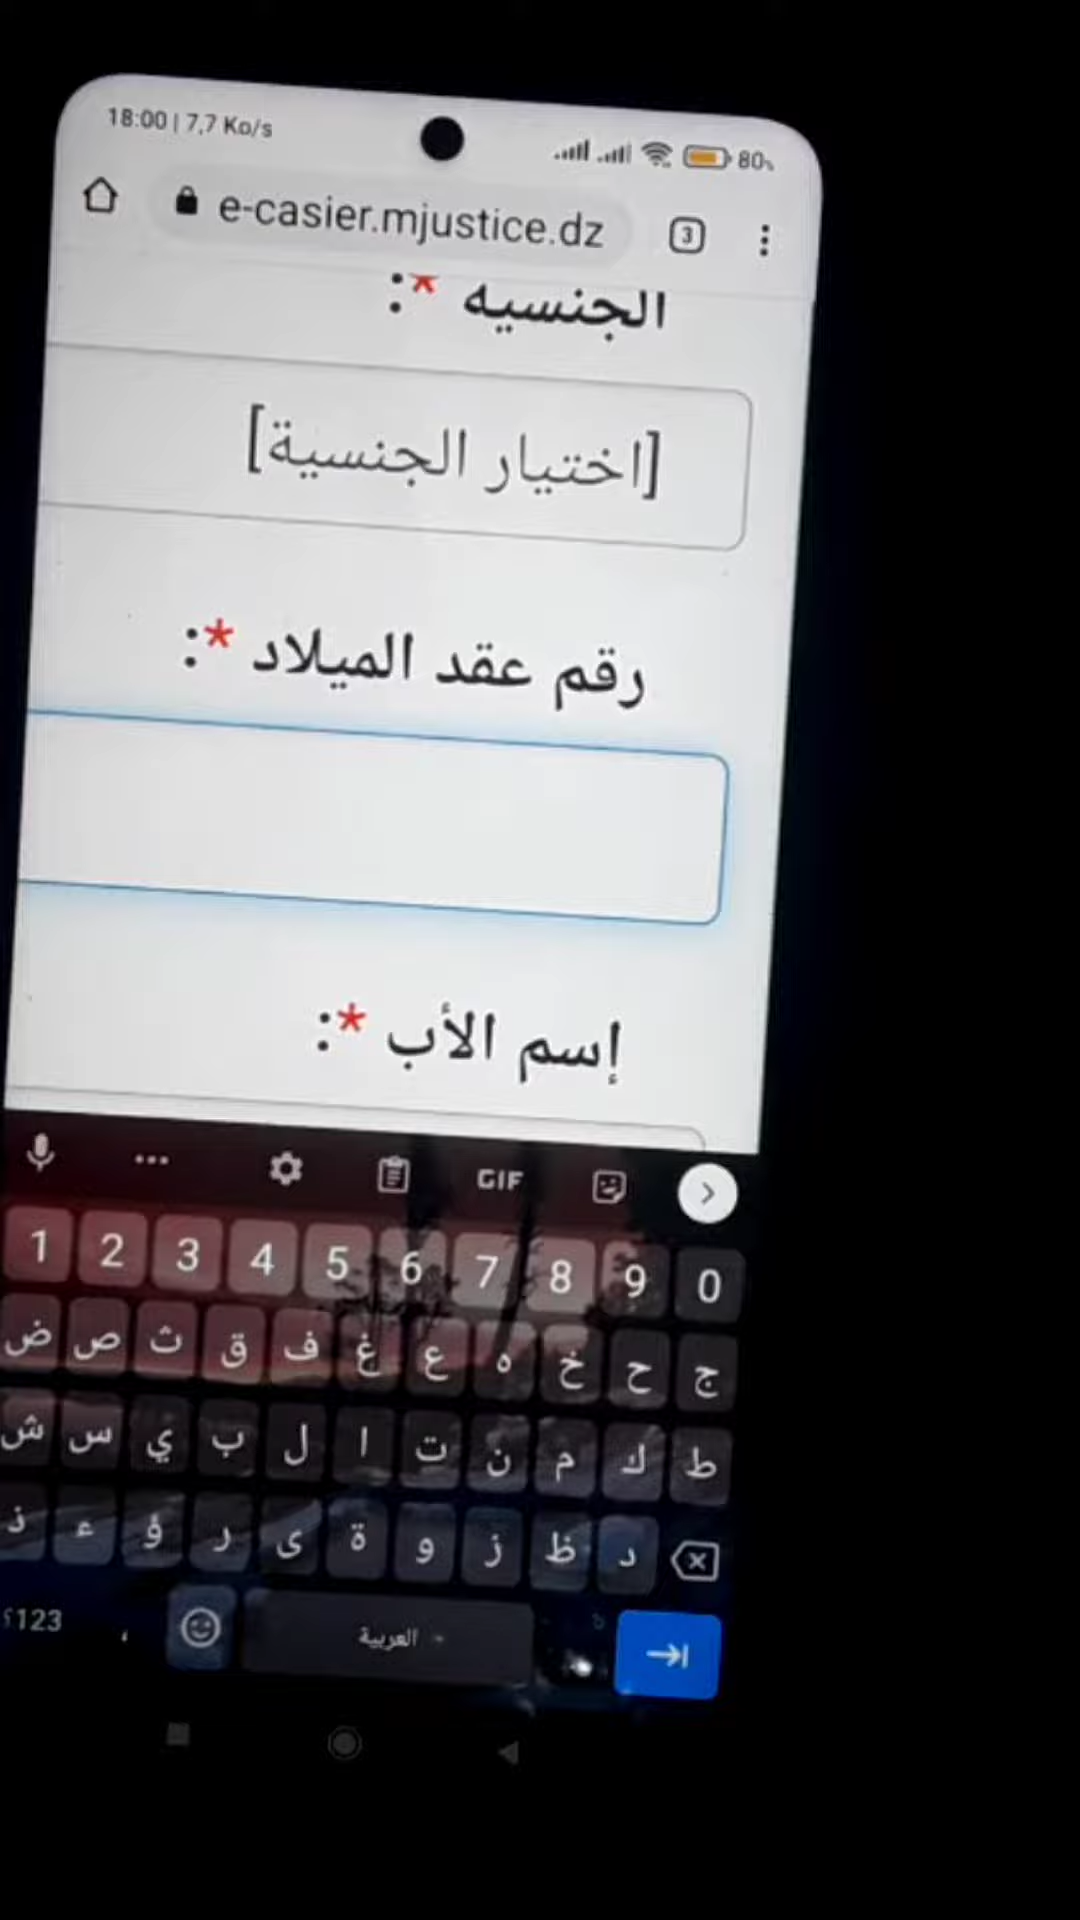 18:00 | 7,7 Ko/s
80%
e-casier.mjustice.dz
3
الجنسيه *:
[اختيار الجنسية]
رقم عقد الميلاد *:
إسم الأب *:
GIF
1 2 3 4 5 6 7 8 9 0
ض ص ث ق ف غ ع ه خ ح ج
ش س ي ب ل ا ت ن م ك ط
ذ ء ؤ ر ى ة و ز ظ د
؟123
،
العربية